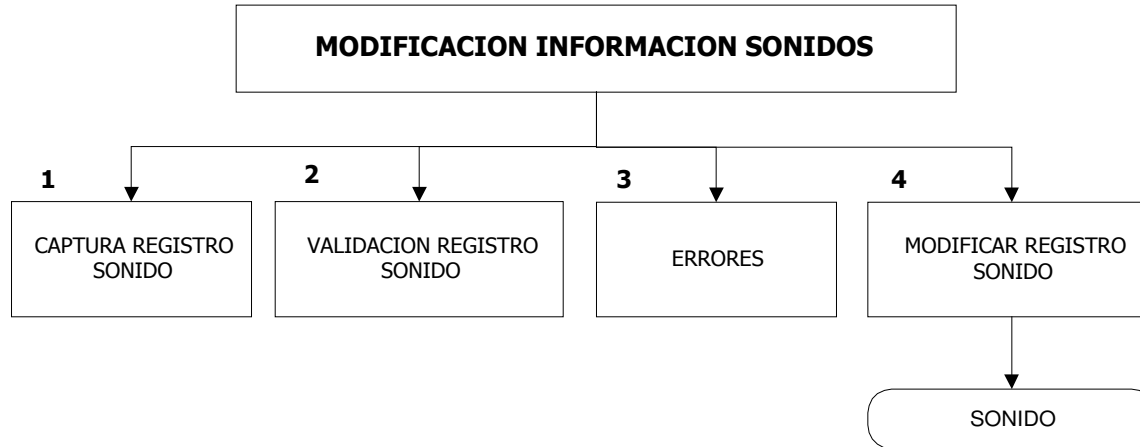 MODIFICACION INFORMACION SONIDOS
1
CAPTURA REGISTRO
SONIDO
2
VALIDACION REGISTRO
SONIDO
3
ERRORES
4
MODIFICAR REGISTRO
SONIDO
SONIDO